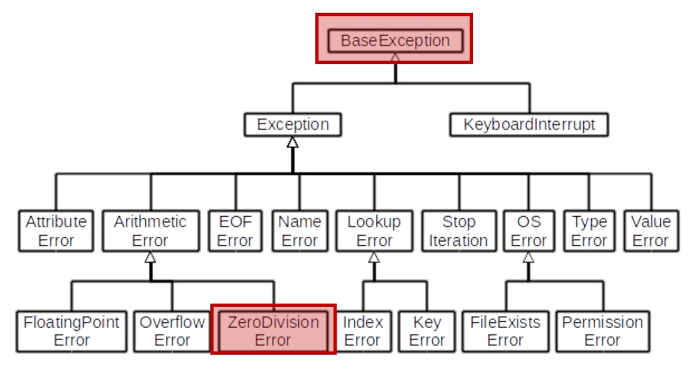 BaseException
Exception
KeyboardInterrupt
Attribute
Error
Arithmetic
Error
EOF
Error
Name
Error
Lookup
Error
Stop
Iteration
OS
Error
Type
Error
Value
Error
FloatingPoint
Error
Overflow
Error
ZeroDivision
Error
Index
Error
Key
Error
FileExists
Error
Permission
Error